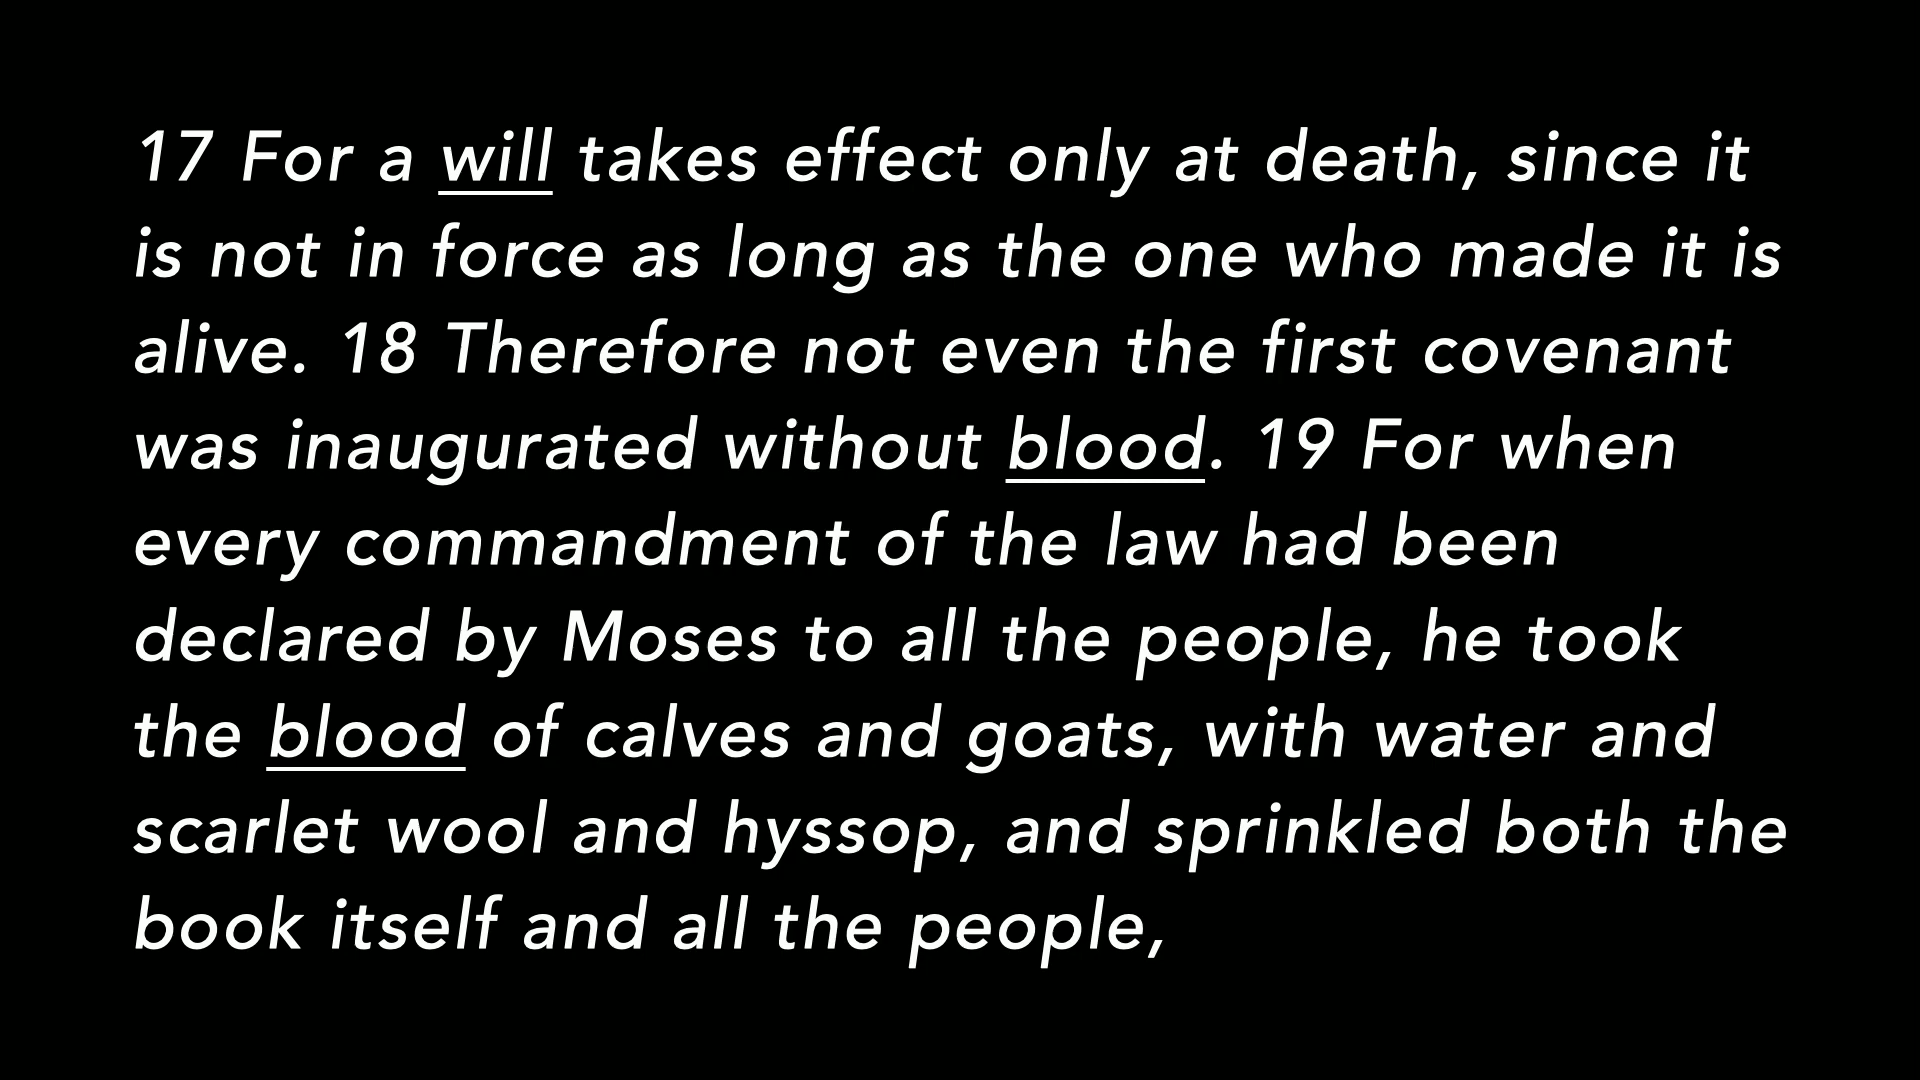 17 For a will takes effect only at death, since it
is not in force as long as the one who made it is
alive. 18 Therefore not even the first covenant
was inaugurated without blood. 19 For when
every commandment of the law had been
declared by Moses to all the people, he took
the blood of calves and goats, with water and
scarlet wool and hyssop, and sprinkled both the
book itself and all the people,